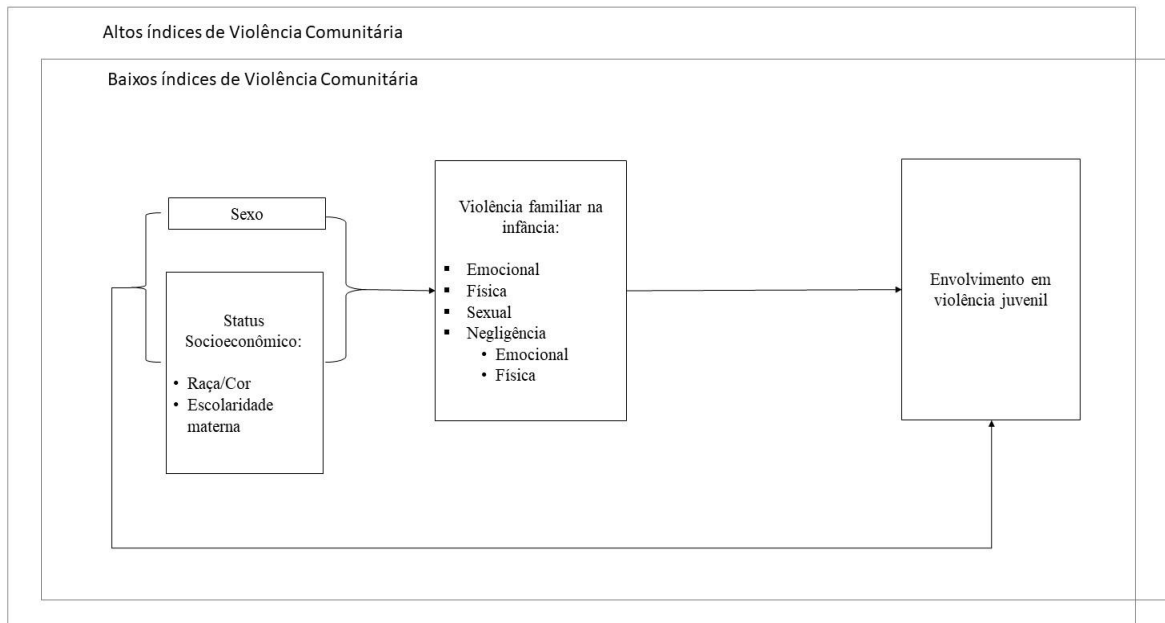 Altos índices de Violência Comunitária
Baixos índices de Violência Comunitária
Sexo
Status
Socioeconômico:
• Raça/Cor
• Escolaridade
materna
Violência familiar na
infância:
▪ Emocional
▪ Física
▪ Sexual
▪ Negligência
• Emocional
• Física
Envolvimento em
violência juvenil